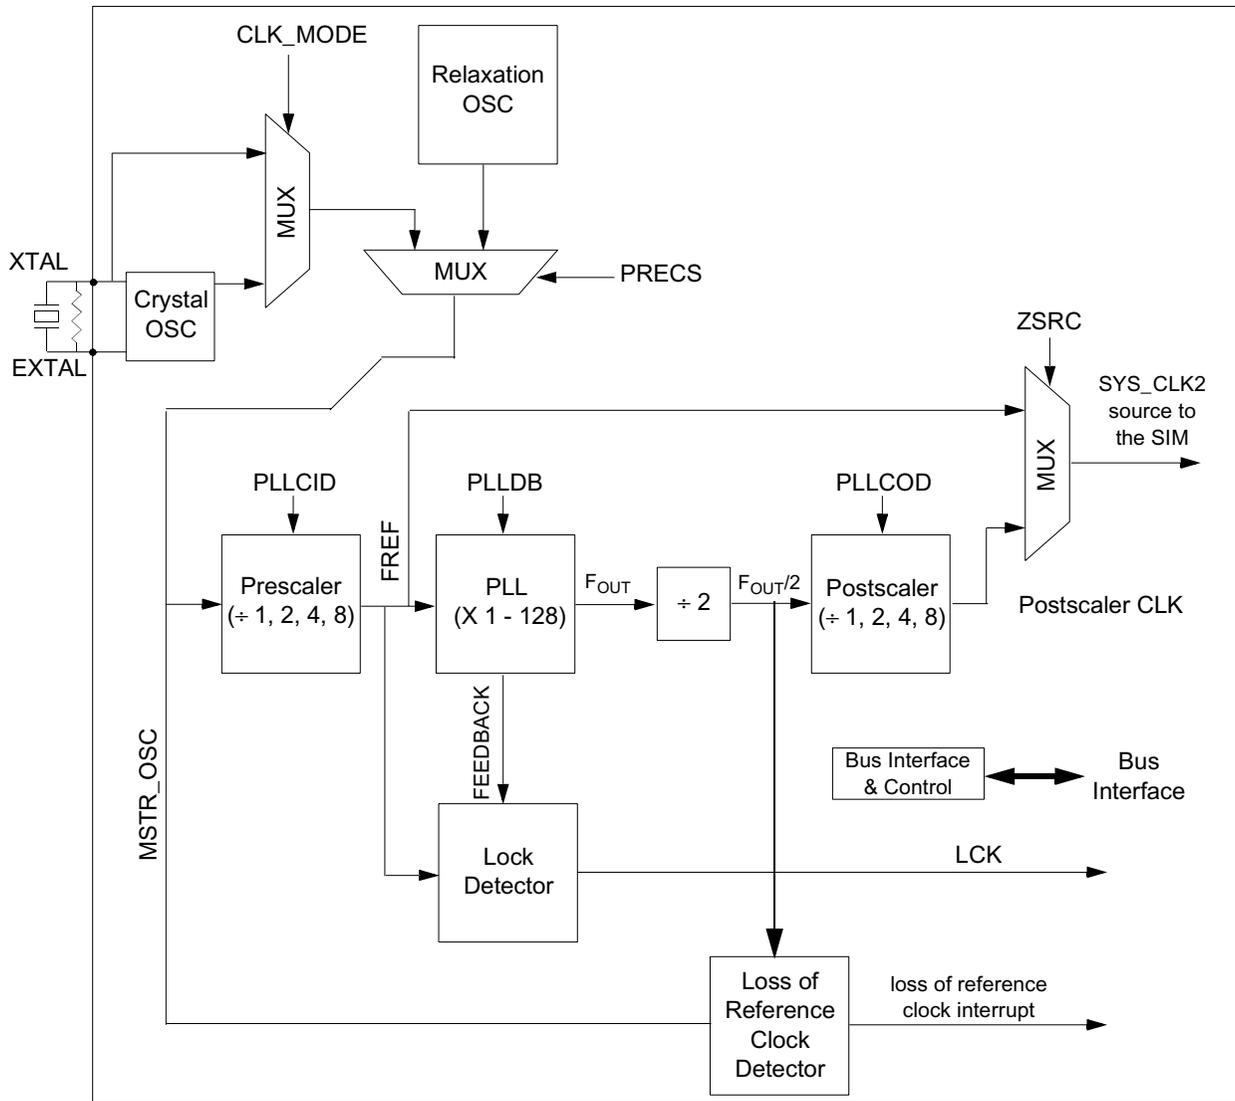 CLK_MODE
Relaxation
OSC
MUX
XTAL
MUX
PRECS
Crystal
OSC
EXTAL
ZSRC
SYS_CLK2
source to
the SIM
MUX
PLLCID
PLLDB
PLLCOD
FREF
Prescaler
(÷ 1, 2, 4, 8)
PLL
(X 1 - 128)
FOUT
÷ 2
FOUT/2
Postscaler
(÷ 1, 2, 4, 8)
Postscaler CLK
FEEDBACK
MSTR_OSC
Bus Interface
& Control
Bus
Interface
Lock
Detector
LCK
Loss of
Reference
Clock
Detector
loss of reference
clock interrupt